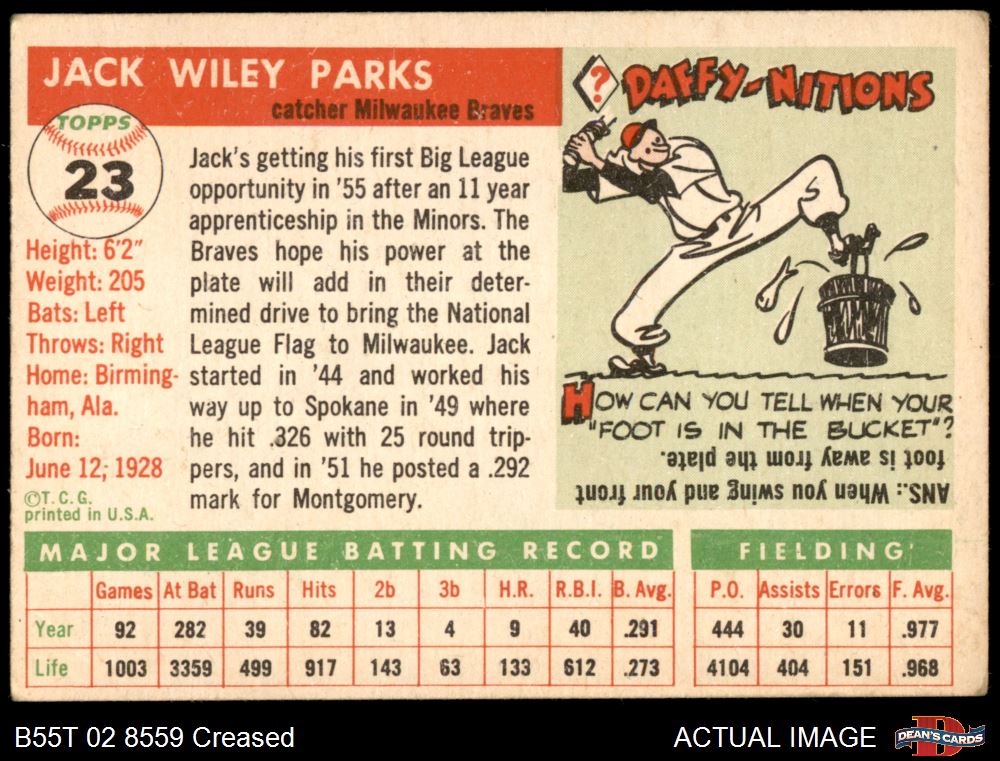 JACK WILEY PARKS
catcher Milwaukee Braves
TOPPS
23
Height: 6'2"
Weight: 205
Bats: Left
Throws: Right
Home: Birming-
ham, Ala.
Born:
June 12, 1928
©T. C. G.
printed in U.S.A.
Jack's getting his first Big League
opportunity in '55 after an 11 year
apprenticeship in the Minors. The
Braves hope his power at the
plate will add in their deter-
mined drive to bring the National
League Flag to Milwaukee. Jack
started in '44 and worked his
way up to Spokane in '49 where
he hit .326 with 25 round trip-
pers, and in '51 he posted a .292
mark for Montgomery.
? DAFFY-NITIONS
HOW CAN YOU TELL WHEN YOUR
"FOOT IS IN THE BUCKET"?
ANS.: When you swing and your front
foot is away from the plate.
MAJOR LEAGUE BATTING RECORD
Games At Bat Runs Hits 2b 3b H.R. R.B.I. B. Avg.
Year 92 282 39 82 13 4 9 40 .291
Life 1003 3359 499 917 143 63 133 612 .273
FIELDING
P.O. Assists Errors F. Avg.
444 30 11 .977
4104 404 151 .968
B55T 02 8559 Creased
ACTUAL IMAGE
DEAN'S CARDS